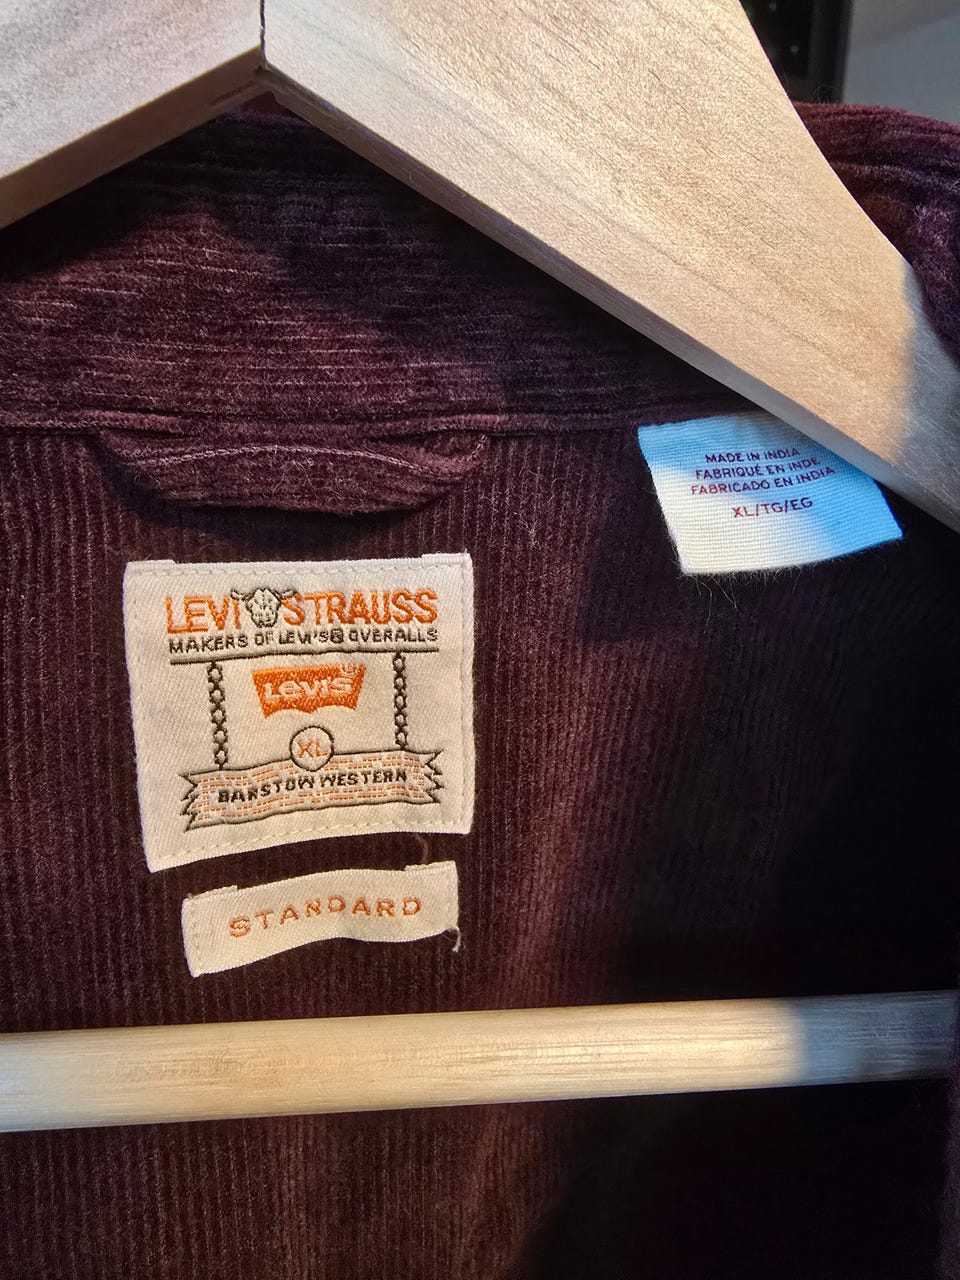 LEVI STRAUSS
MAKERS OF LEVI'S® OVERALLS
Levi's®
XL
BARSTOW WESTERN
STANDARD
MADE IN INDIA
FABRIQUÉ EN INDE
FABRICADO EN INDIA
XL/TG/EG